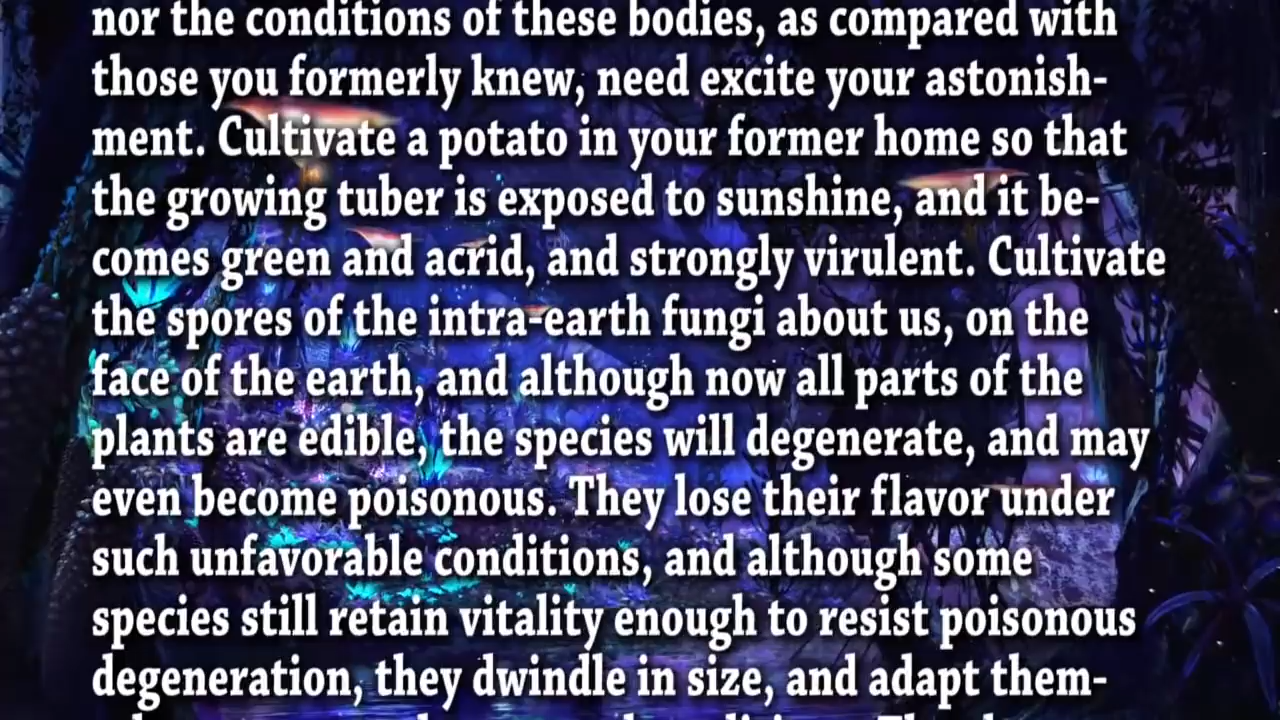 nor the conditions of these bodies, as compared with
those you formerly knew, need excite your astonish-
ment. Cultivate a potato in your former home so that
the growing tuber is exposed to sunshine, and it be-
comes green and acrid, and strongly virulent. Cultivate
the spores of the intra-earth fungi about us, on the
face of the earth, and although now all parts of the
plants are edible, the species will degenerate, and may
even become poisonous. They lose their flavor under
such unfavorable conditions, and although some
species still retain vitality enough to resist poisonous
degeneration, they dwindle in size, and adapt them-